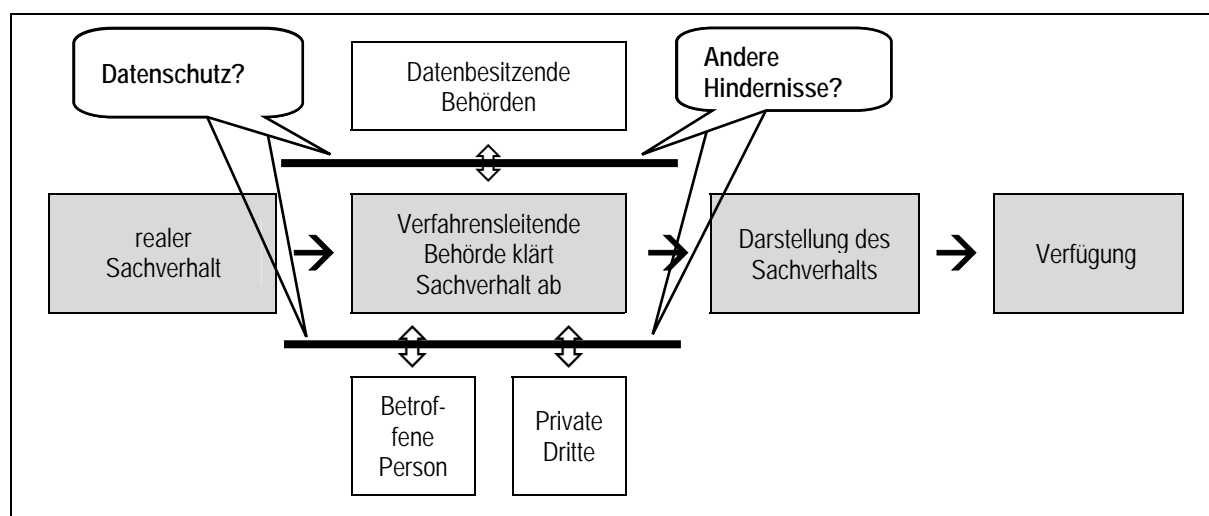 Datenschutz?
Datenbesitzende
Behörden
Andere
Hindernisse?
realer
Sachverhalt
Verfahrensleitende
Behörde klärt
Sachverhalt ab
Darstellung des
Sachverhalts
Verfügung
Betrof-
fene
Person
Private
Dritte